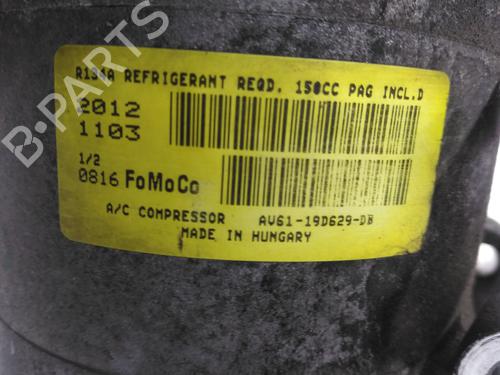 R134A REFRIGERANT REQD. 150CC PAG INCL.D
2012
1103
1/2
0816 FoMoCo
A/C COMPRESSOR AV61-19D629-DB
MADE IN HUNGARY
B-PARTS